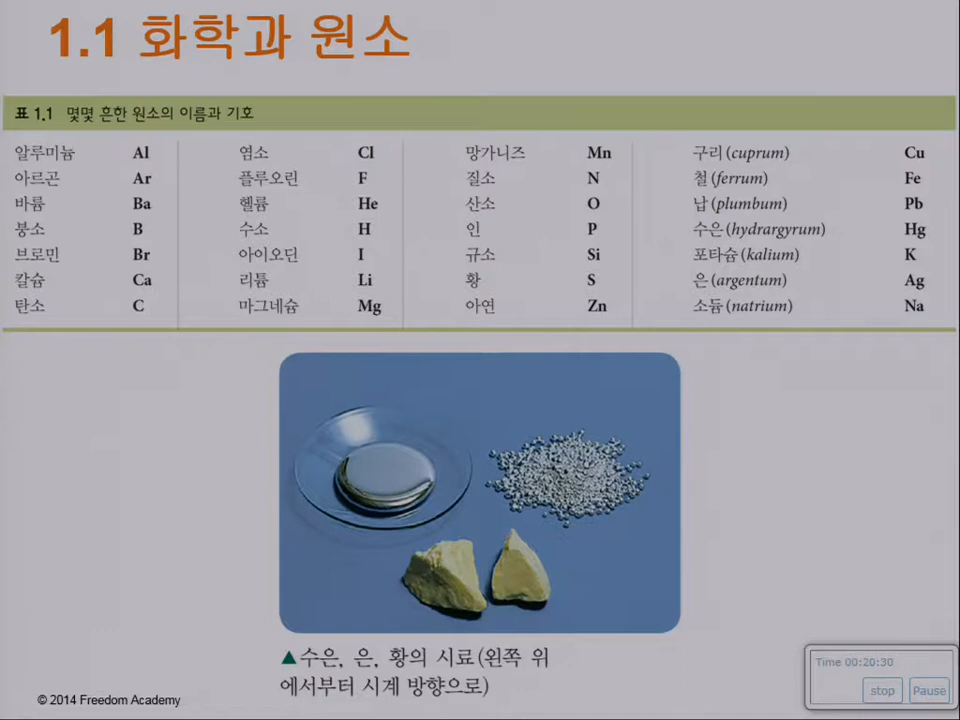 1.1 화학과 원소
표 1.1 몇몇 흔한 원소의 이름과 기호
알루미늄 Al 염소 Cl 망가니즈 Mn 구리 (cuprum) Cu
아르곤 Ar 플루오린 F 질소 N 철 (ferrum) Fe
바륨 Ba 헬륨 He 산소 O 납 (plumbum) Pb
붕소 B 수소 H 인 P 수은 (hydrargyrum) Hg
브로민 Br 아이오딘 I 규소 Si 포타슘 (kalium) K
칼슘 Ca 리튬 Li 황 S 은 (argentum) Ag
탄소 C 마그네슘 Mg 아연 Zn 소듐 (natrium) Na
▲수은, 은, 황의 시료 (왼쪽 위
에서부터 시계 방향으로)
Time 00:20:30
stop Pause
© 2014 Freedom Academy